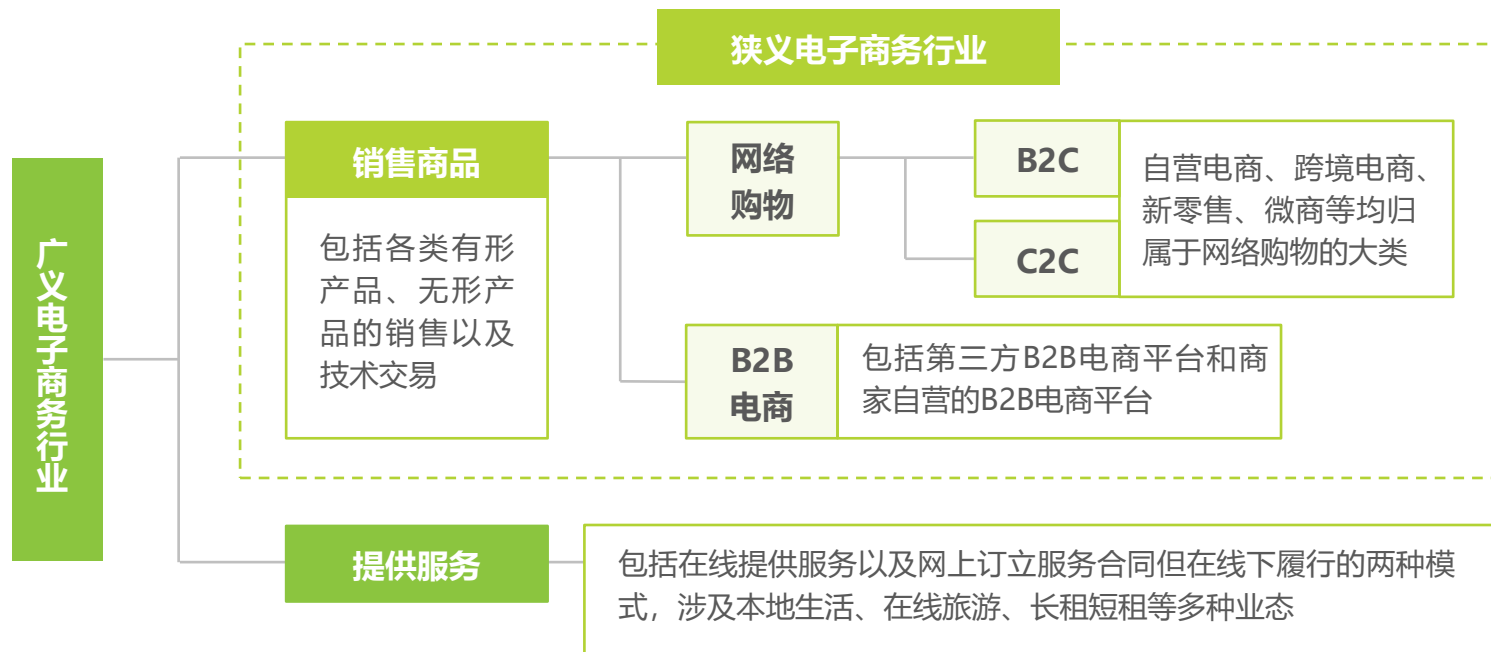 狭义电子商务行业
广义电子商务行业
销售商品
包括各类有形
产品、无形产
品的销售以及
技术交易
网络
购物
B2C
C2C
自营电商、跨境电商、
新零售、微商等均归
属于网络购物的大类
B2B
电商
包括第三方B2B电商平台和商
家自营的B2B电商平台
提供服务
包括在线提供服务以及网上订立服务合同但在线下履行的两种模
式，涉及本地生活、在线旅游、长租短租等多种业态